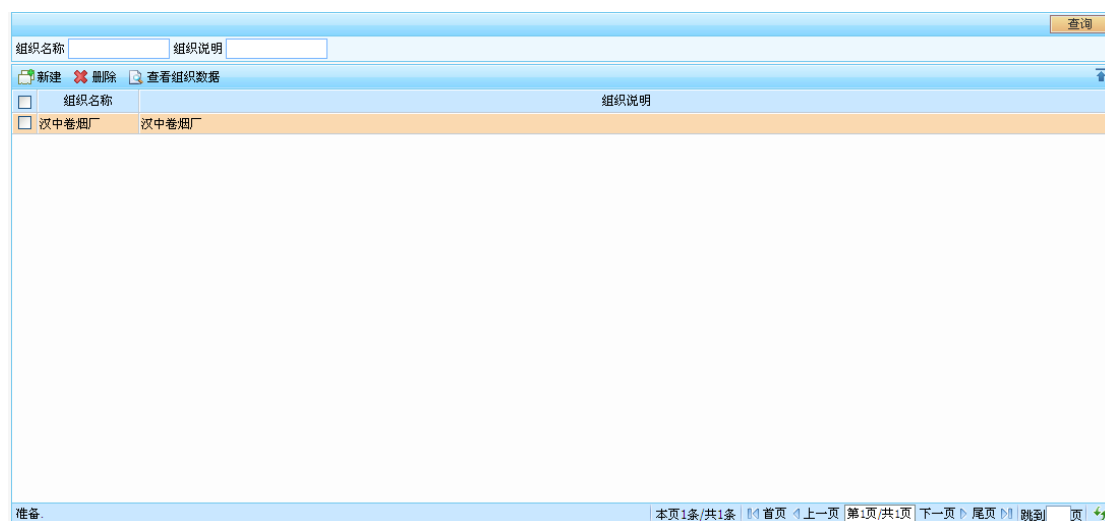 查询
组织名称 组织说明
新建 删除 查看组织数据
组织名称 组织说明
汉中卷烟厂 汉中卷烟厂
准备. 本页1条/共1条 首页 上一页 第1页/共1页 下一页 尾页 跳到 页